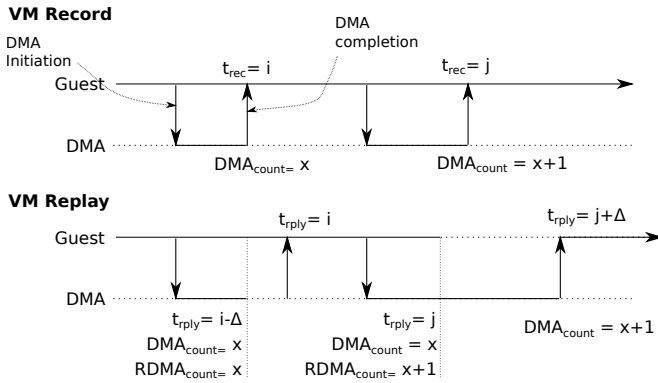 VM Record
DMA
Initiation
DMA
completion
t_rec= i
t_rec= j
Guest
DMA
DMA_count= x
DMA_count = x+1
VM Replay
t_rply= i
t_rply= j+Δ
Guest
DMA
t_rply= i-Δ
DMA_count= x
RDMA_count= x
t_rply= j
DMA_count = x
RDMA_count= x+1
DMA_count = x+1